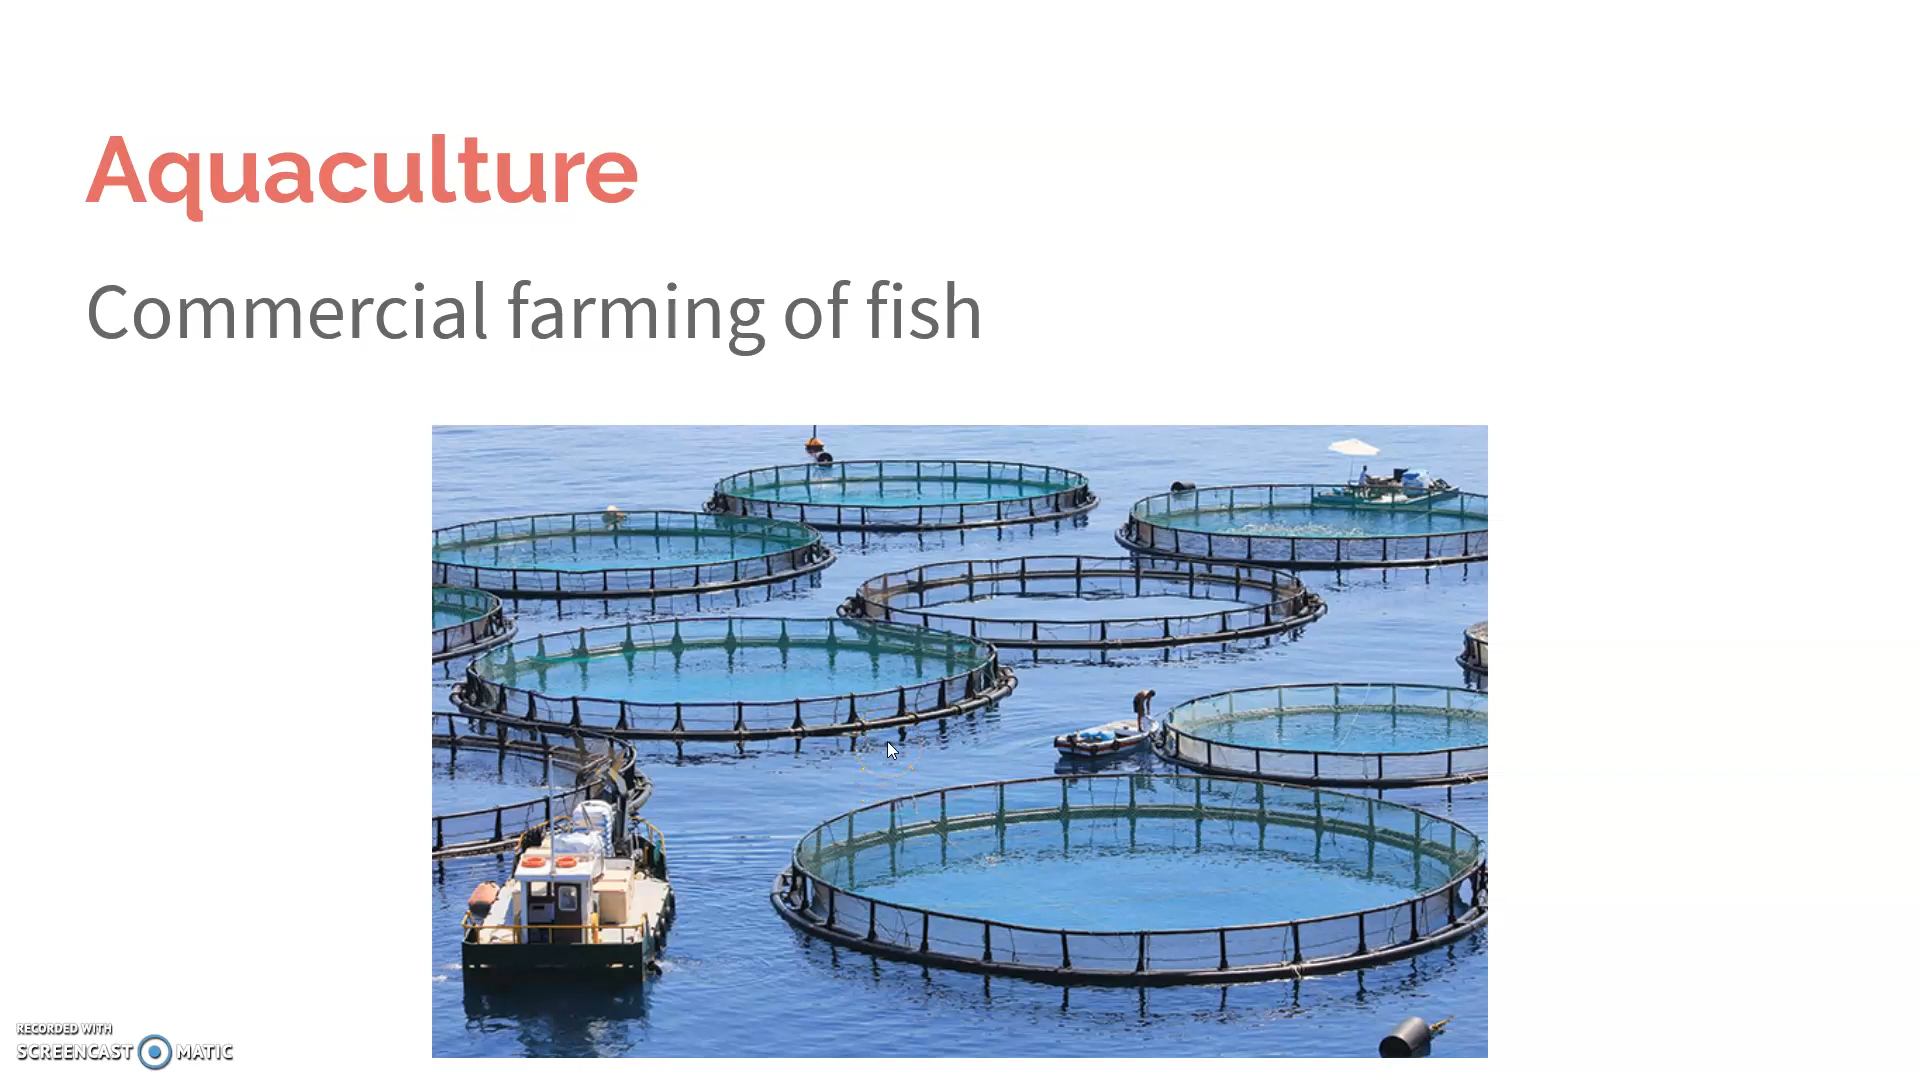 Aquaculture
Commercial farming of fish
RECORDED WITH
SCREENCAST MATIC